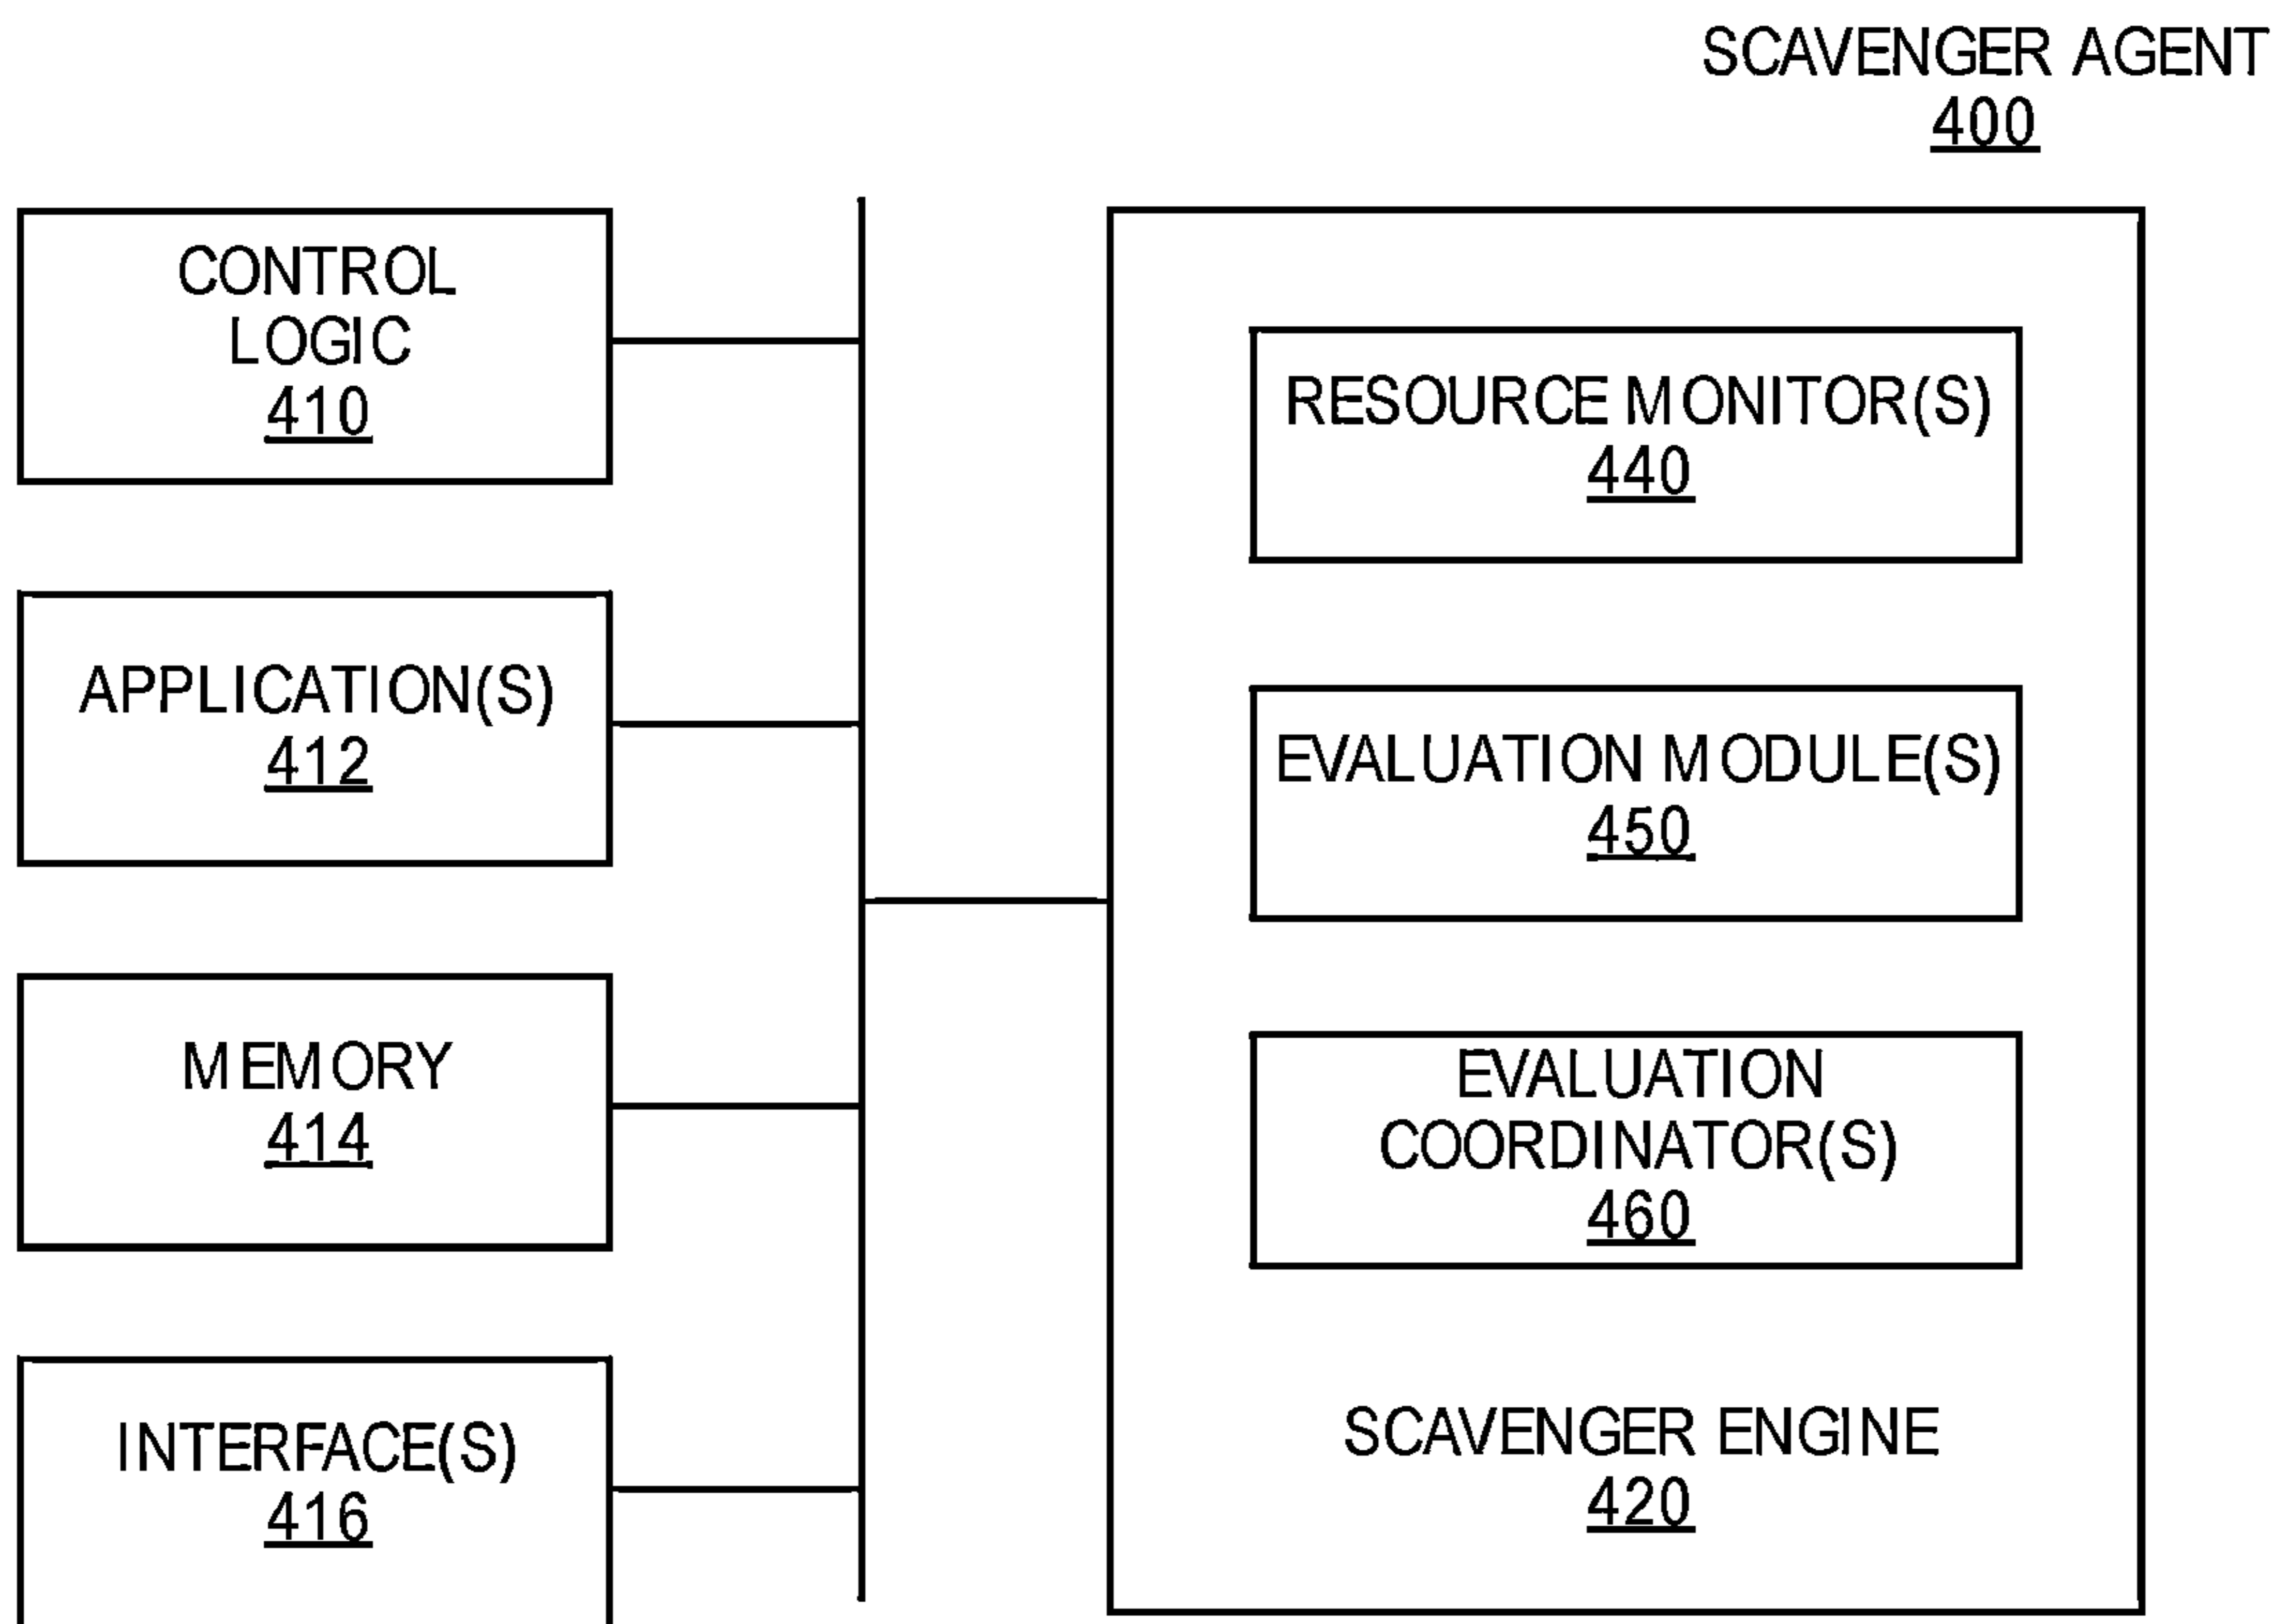 SCAVENGER AGENT
400
CONTROL
LOGIC
410
APPLICATION(S)
412
MEMORY
414
INTERFACE(S)
416
RESOURCE MONITOR(S)
440
EVALUATION MODULE(S)
450
EVALUATION
COORDINATOR(S)
460
SCAVENGER ENGINE
420